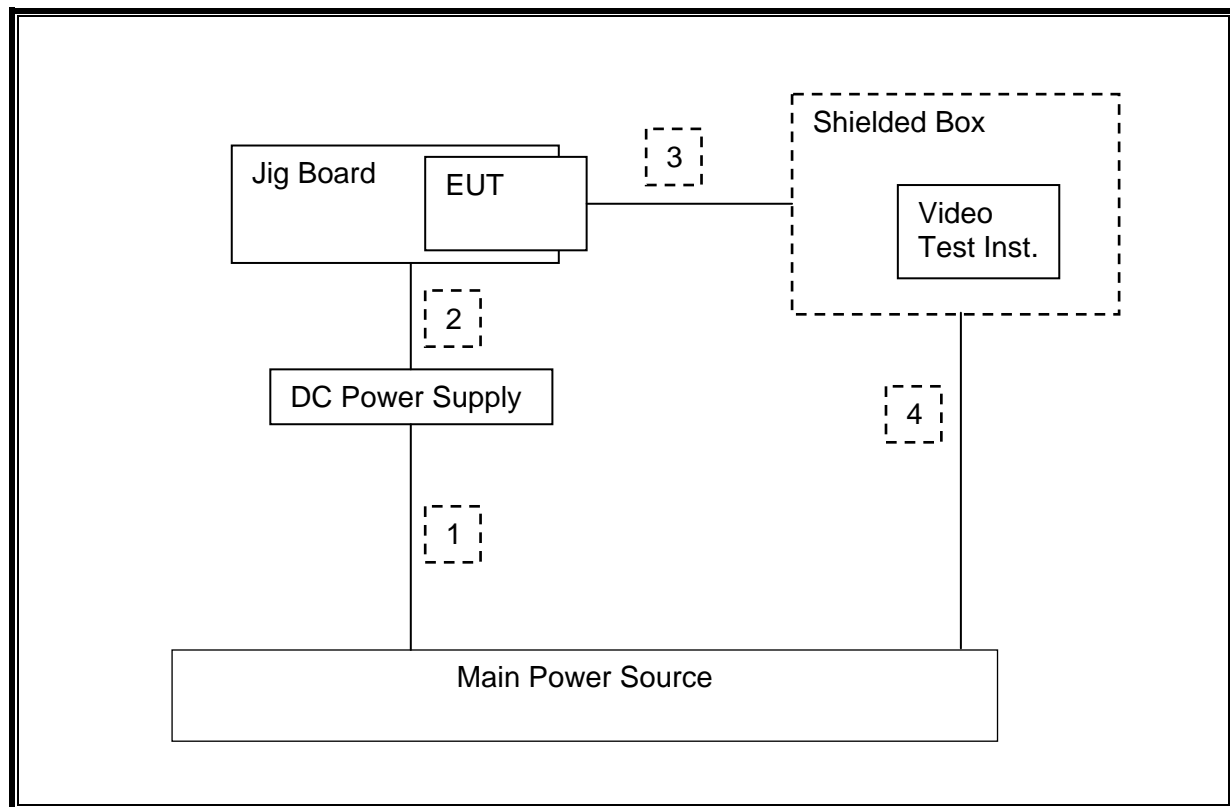 Shielded Box
3
Jig Board
EUT
Video
Test Inst.
2
DC Power Supply
4
1
Main Power Source